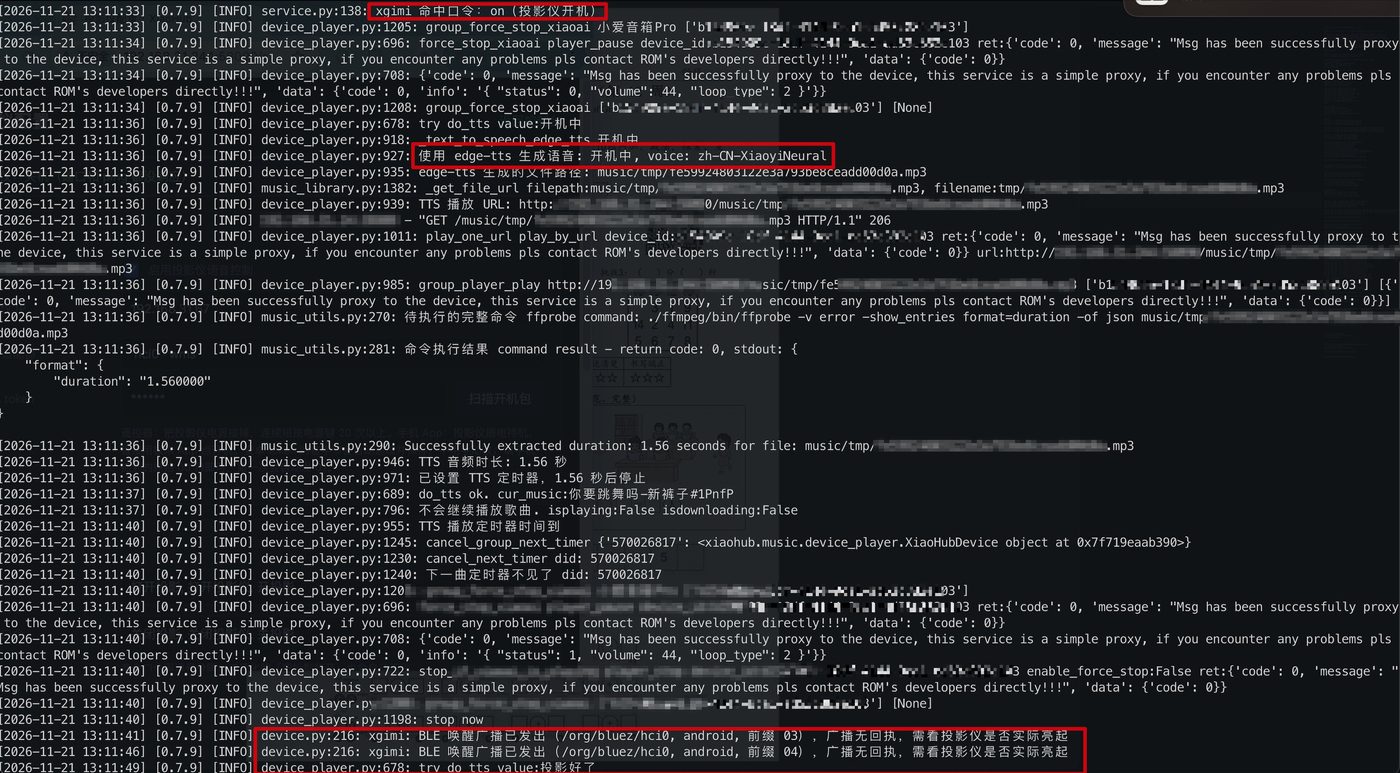 [2026-11-21 13:11:33] [0.7.9] [INFO] service.py:138: xgimi 命中口令: on (投影仪开机)
[2026-11-21 13:11:33] [0.7.9] [INFO] device_player.py:1205: group_force_stop_xiaoai 小爱音箱Pro ['b1 3']
[2026-11-21 13:11:34] [0.7.9] [INFO] device_player.py:696: force_stop_xiaoai player_pause device_id: 103 ret:{'code': 0, 'message': "Msg has been successfully proxy
to the device, this service is a simple proxy, if you encounter any problems pls contact ROM's developers directly!!!", 'data': {'code': 0}}
[2026-11-21 13:11:34] [0.7.9] [INFO] device_player.py:708: {'code': 0, 'message': "Msg has been successfully proxy to the device, this service is a simple proxy, if you encounter any problems pls
contact ROM's developers directly!!!", 'data': {'code': 0, 'info': '{ "status": 0, "volume": 44, "loop_type": 2 }'}}
[2026-11-21 13:11:34] [0.7.9] [INFO] device_player.py:1208: group_force_stop_xiaoai ['b .03'] [None]
[2026-11-21 13:11:36] [0.7.9] [INFO] device_player.py:678: try do_tts value:开机中
[2026-11-21 13:11:36] [0.7.9] [INFO] device_player.py:918: _text_to_speech_edge_tts 开机中
[2026-11-21 13:11:36] [0.7.9] [INFO] device_player.py:927: 使用 edge-tts 生成语音: 开机中, voice: zh-CN-XiaoyiNeural
[2026-11-21 13:11:36] [0.7.9] [INFO] device_player.py:935: edge-tts 生成的文件路径: music/tmp/fe59924803122e3a793be8ceadd00d0a.mp3
[2026-11-21 13:11:36] [0.7.9] [INFO] music_library.py:1382: _get_file_url filepath:music/tmp/ .mp3, filename:tmp/ .mp3
[2026-11-21 13:11:36] [0.7.9] [INFO] device_player.py:939: TTS 播放 URL: http: 0/music/tmp .mp3
[2026-11-21 13:11:36] [0.7.9] [INFO] – "GET /music/tmp/ mp3 HTTP/1.1" 206
[2026-11-21 13:11:36] [0.7.9] [INFO] device_player.py:1011: play_one_url play_by_url device_id: 03 ret:{'code': 0, 'message': "Msg has been successfully proxy to t
he device, this service is a simple proxy, if you encounter any problems pls contact ROM's developers directly!!!", 'data': {'code': 0}} url:http:// /music/tmp/
.mp3
[2026-11-21 13:11:36] [0.7.9] [INFO] device_player.py:985: group_player_play http://19 sic/tmp/fe5 3 ['b1 .03'] [{'
code': 0, 'message': "Msg has been successfully proxy to the device, this service is a simple proxy, if you encounter any problems pls contact ROM's developers directly!!!", 'data': {'code': 0}}]
[2026-11-21 13:11:36] [0.7.9] [INFO] music_utils.py:270: 待执行的完整命令 ffprobe command: ./ffmpeg/bin/ffprobe -v error -show_entries format=duration -of json music/tmp
d00d0a.mp3
[2026-11-21 13:11:36] [0.7.9] [INFO] music_utils.py:281: 命令执行结果 command result - return code: 0, stdout: {
"format": {
"duration": "1.560000"
}
}
扫描开机包
[2026-11-21 13:11:36] [0.7.9] [INFO] music_utils.py:290: Successfully extracted duration: 1.56 seconds for file: music/tmp/ .mp3
[2026-11-21 13:11:36] [0.7.9] [INFO] device_player.py:946: TTS 音频时长: 1.56 秒
[2026-11-21 13:11:36] [0.7.9] [INFO] device_player.py:971: 已设置 TTS 定时器, 1.56 秒后停止
[2026-11-21 13:11:37] [0.7.9] [INFO] device_player.py:689: do_tts ok. cur_music:你要跳舞吗-新裤子#1PnfP
[2026-11-21 13:11:37] [0.7.9] [INFO] device_player.py:796: 不会继续播放歌曲. isplaying:False isdownloading:False
[2026-11-21 13:11:40] [0.7.9] [INFO] device_player.py:955: TTS 播放定时器时间到
[2026-11-21 13:11:40] [0.7.9] [INFO] device_player.py:1245: cancel_group_next_timer {'570026817': <xiaohub.music.device_player.XiaoHubDevice object at 0x7f719eaab390>}
[2026-11-21 13:11:40] [0.7.9] [INFO] device_player.py:1230: cancel_next_timer did: 570026817
[2026-11-21 13:11:40] [0.7.9] [INFO] device_player.py:1240: 下一曲定时器不见了 did: 570026817
[2026-11-21 13:11:40] [0.7.9] [INFO] device_player.py:120 03']
[2026-11-21 13:11:40] [0.7.9] [INFO] device_player.py:696: 03 ret:{'code': 0, 'message': "Msg has been successfully proxy
to the device, this service is a simple proxy, if you encounter any problems pls contact ROM's developers directly!!!", 'data': {'code': 0}}
[2026-11-21 13:11:40] [0.7.9] [INFO] device_player.py:708: {'code': 0, 'message': "Msg has been successfully proxy to the device, this service is a simple proxy, if you encounter any problems pls
contact ROM's developers directly!!!", 'data': {'code': 0, 'info': '{ "status": 1, "volume": 44, "loop_type": 2 }'}}
[2026-11-21 13:11:40] [0.7.9] [INFO] device_player.py:722: stop_ 3 enable_force_stop:False ret:{'code': 0, 'message': "
Msg has been successfully proxy to the device, this service is a simple proxy, if you encounter any problems pls contact ROM's developers directly!!!", 'data': {'code': 0}}
[2026-11-21 13:11:40] [0.7.9] [INFO] device_player.py 3'] [None]
[2026-11-21 13:11:40] [0.7.9] [INFO] device_player.py:1198: stop now
[2026-11-21 13:11:41] [0.7.9] [INFO] device.py:216: xgimi: BLE 唤醒广播已发出 (/org/bluez/hci0, android, 前缀 03) , 广播无回执, 需看投影仪是否实际亮起
[2026-11-21 13:11:46] [0.7.9] [INFO] device.py:216: xgimi: BLE 唤醒广播已发出 (/org/bluez/hci0, android, 前缀 04) , 广播无回执, 需看投影仪是否实际亮起
[2026-11-21 13:11:49] [0.7.9] [INFO] device_player.py:678: try do_tts value:投影好了